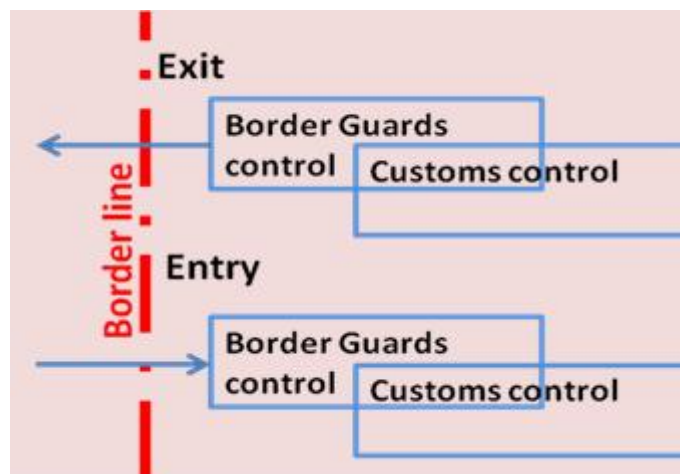 Exit
Border Guards
control
Customs control
Border line
Entry
Border Guards
control
Customs control